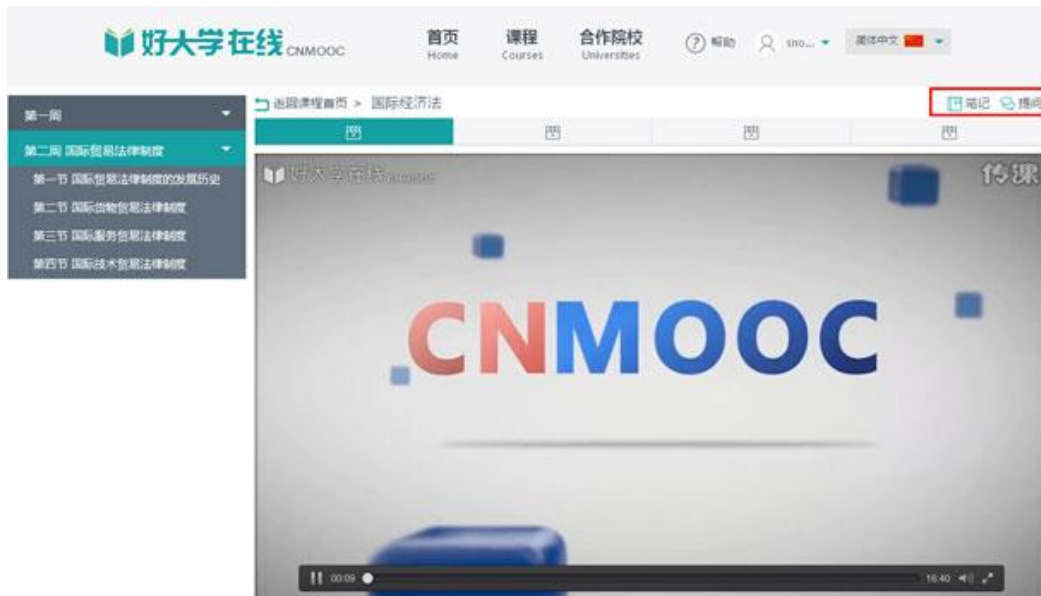 好大学在线 CNMOOC
首页
Home
课程
Courses
合作院校
Universities
帮助
sno...
简体中文
第一周
第二周 国际贸易法律制度
第一节 国际贸易法律制度的发展历史
第二节 国际货物贸易法律制度
第三节 国际服务贸易法律制度
第四节 国际技术贸易法律制度
返回课程首页 > 国际经济法
笔记 提问
好大学在线
传课
CNMOOC
00:09
16:40